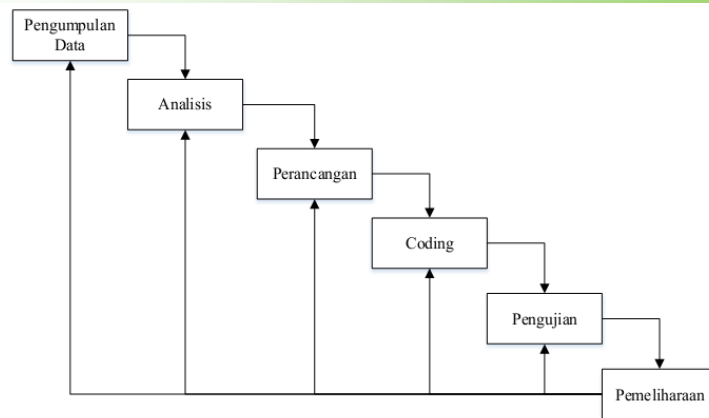 Pengumpulan
Data
Analisis
Perancangan
Coding
Pengujian
Pemeliharaan